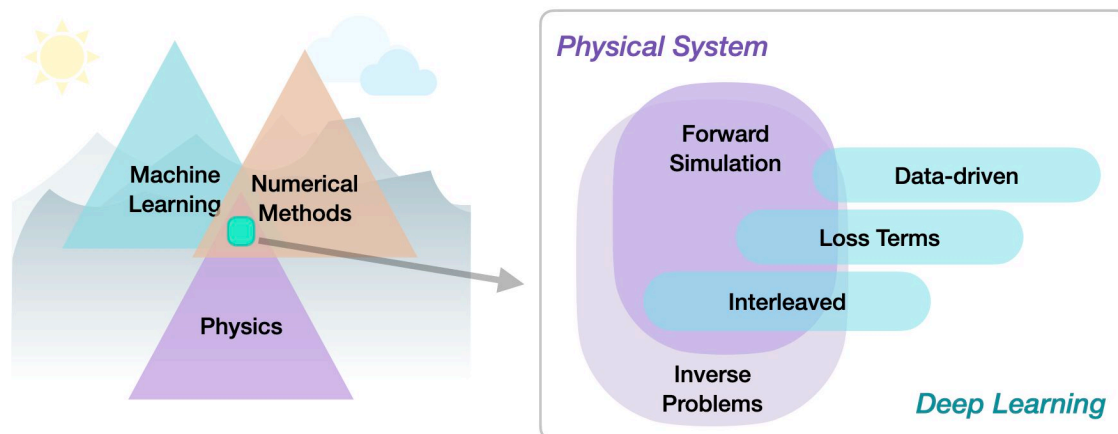 Machine
Learning
Numerical
Methods
Physics
Physical System
Forward
Simulation
Data-driven
Loss Terms
Interleaved
Inverse
Problems
Deep Learning